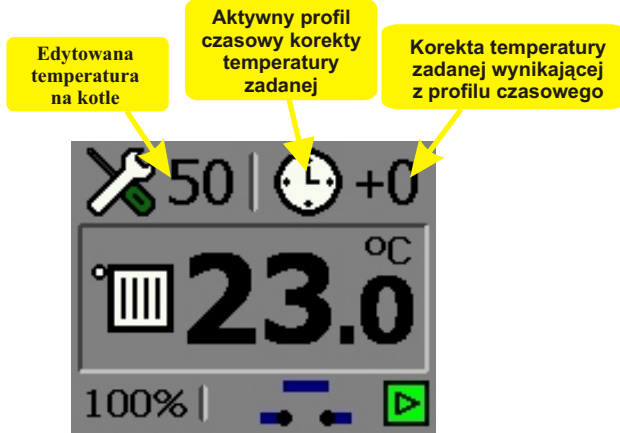 Edytowana
temperatura
na kotle
Aktywny profil
czasowy korekty
temperatury
zadanej
Korekta temperatury
zadanej wynikającej
z profilu czasowego
50 +0
°C
23.0
100%